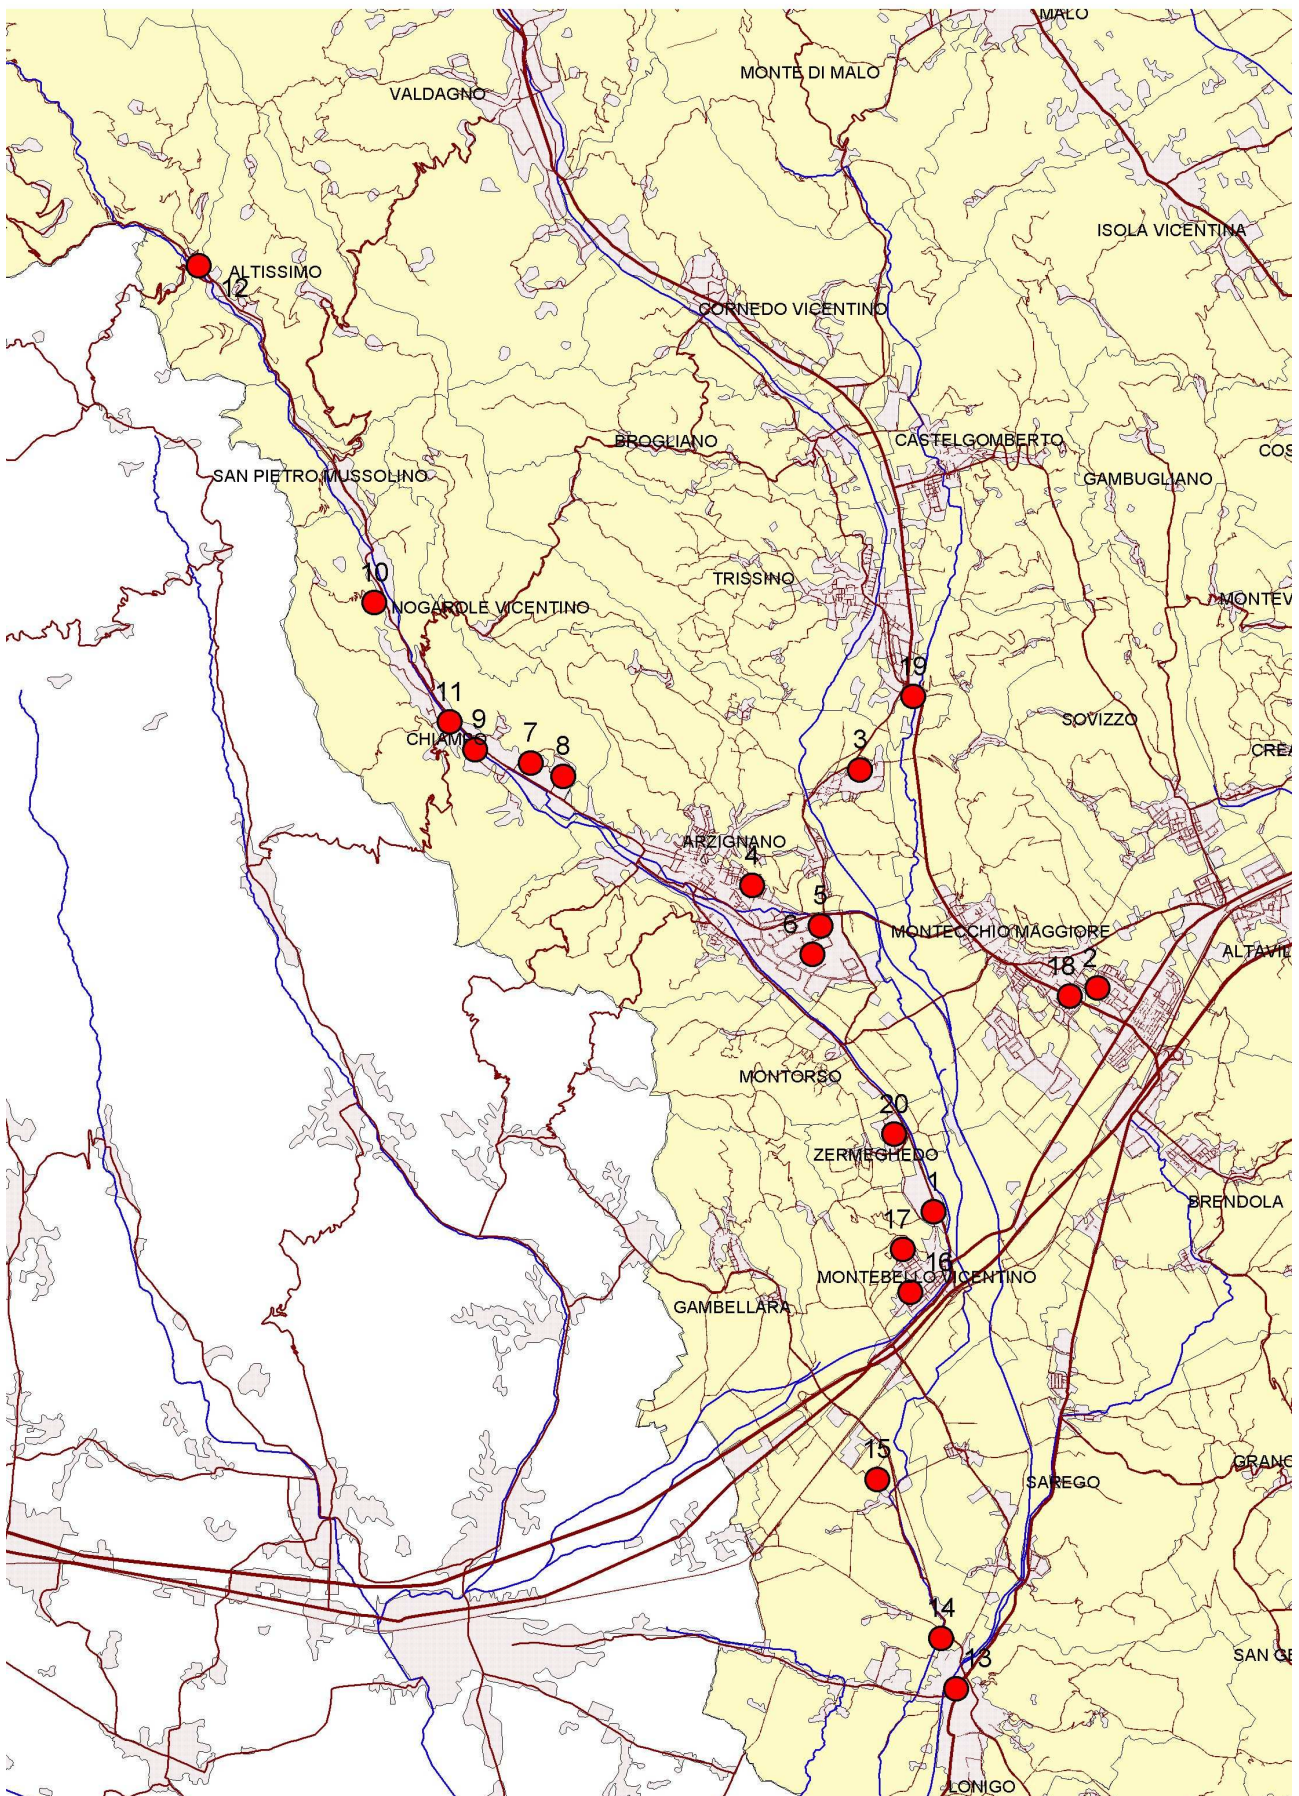 MALO
MONTE DI MALO
VALDAGNO
ISOLA VICENTINA
ALTISSIMO
12
CORNEDO VICENTINO
BROGLIANO
CASTELGOMBERTO
COS
SAN PIETRO MUSSOLINO
GAMBUGLIANO
10
TRISSINO
NOGAROLE VICENTINO
MONTEV
19
11
SOVIZZO
9
CHIAMPO
7
8
3
CREA
ARZIGNANO
4
5
6
MONTECCHIO MAGGIORE
ALTAVIL
18
2
MONTORSO
20
ZERMEGHEDO
1
BRENDOLA
17
16
MONTEBELLO VICENTINO
GAMBELLARA
15
GRANC
SAREGO
14
13
SAN GE
LONIGO